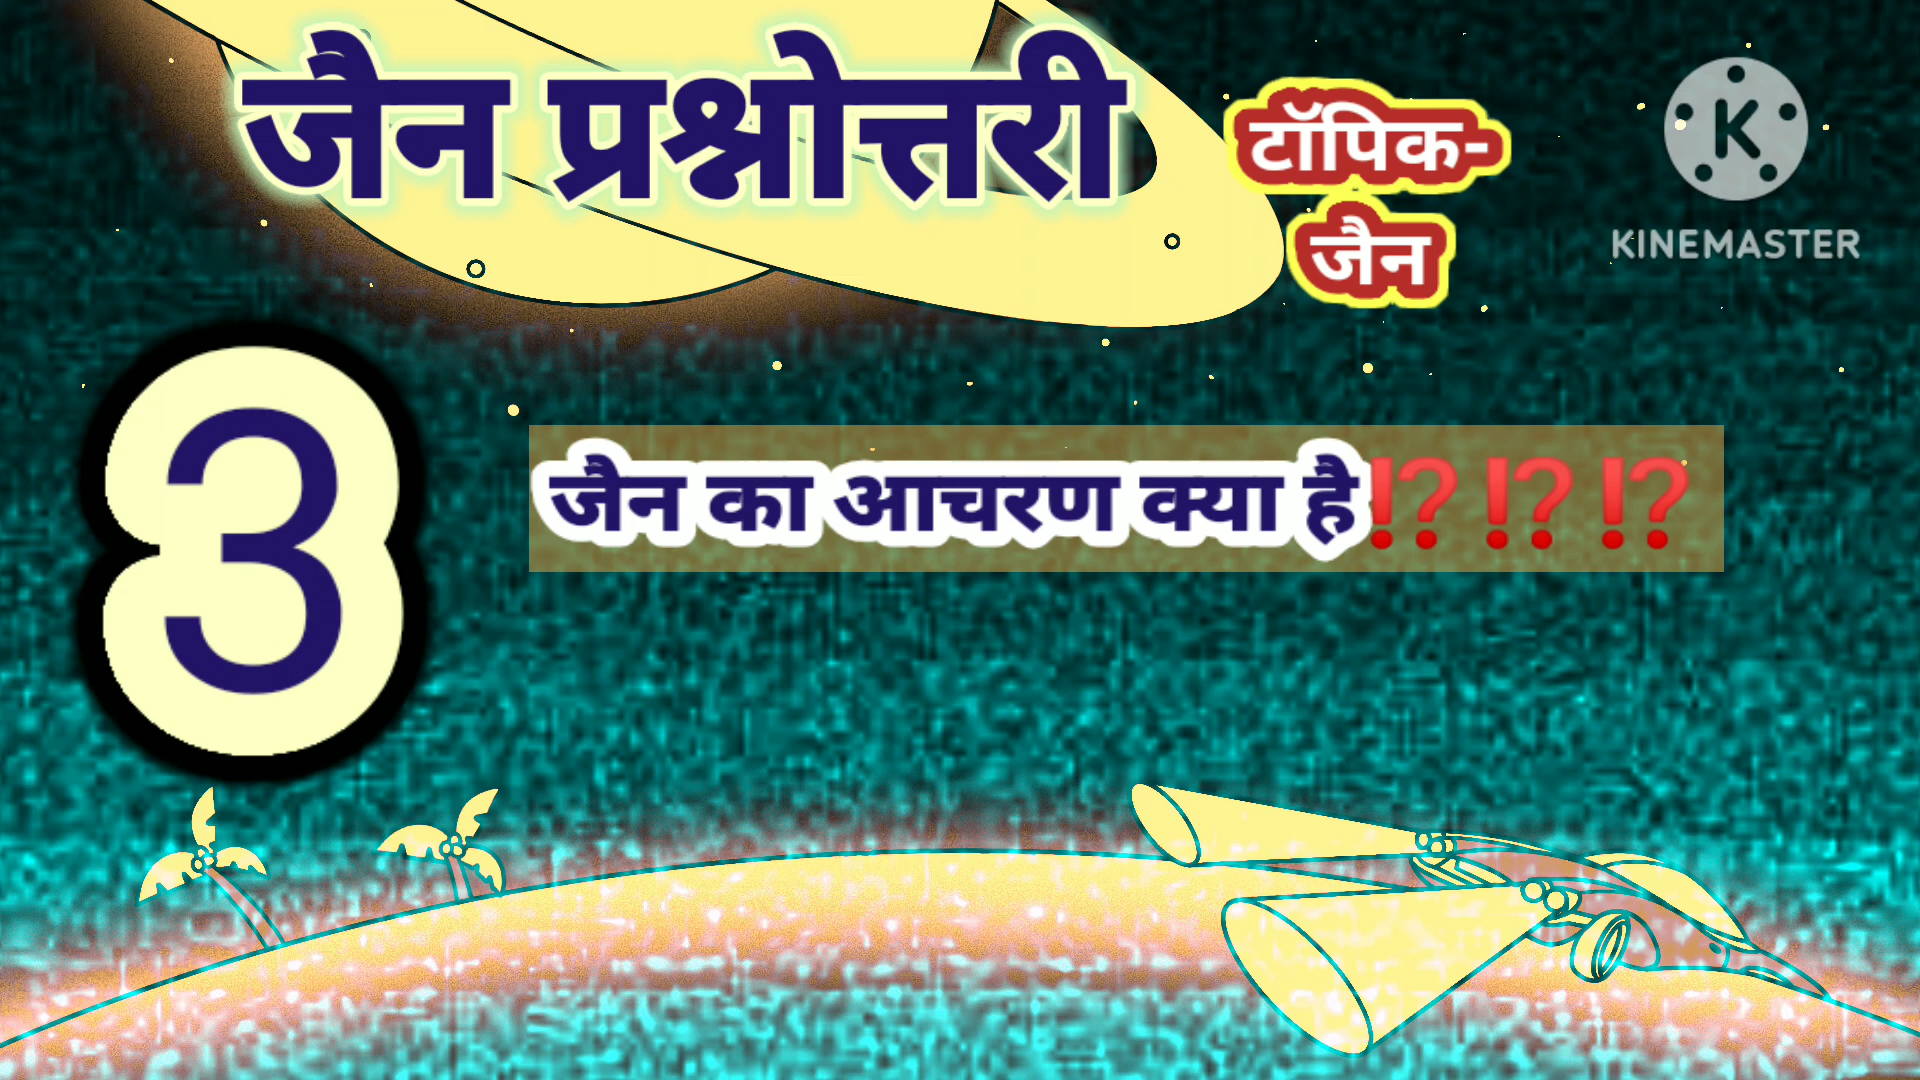 जैन प्रश्नोत्तरी
टॉपिक-
जैन
KINEMASTER
3
जैन का आचरण क्या है⁉️⁉️⁉️